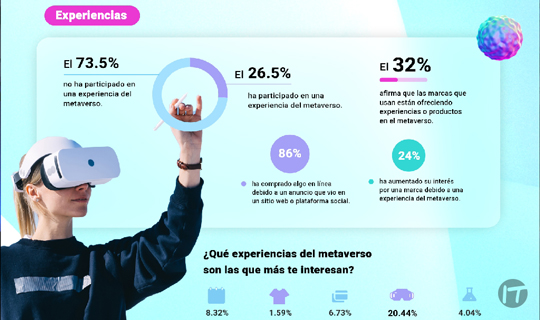 Experiencias
El 73.5%
no ha participado en
una experiencia del
metaverso.
El 26.5%
ha participado en una
experiencia del metaverso.
El 32%
afirma que las marcas que
usan están ofreciendo
experiencias o productos
en el metaverso.
86%
ha comprado algo en línea
debido a un anuncio que vio en
un sitio web o plataforma social.
24%
ha aumentado su interés
por una marca debido a una
experiencia del metaverso.
¿Qué experiencias del metaverso
son las que más te interesan?
8.32%
1.59%
6.73%
20.44%
4.04%
IT